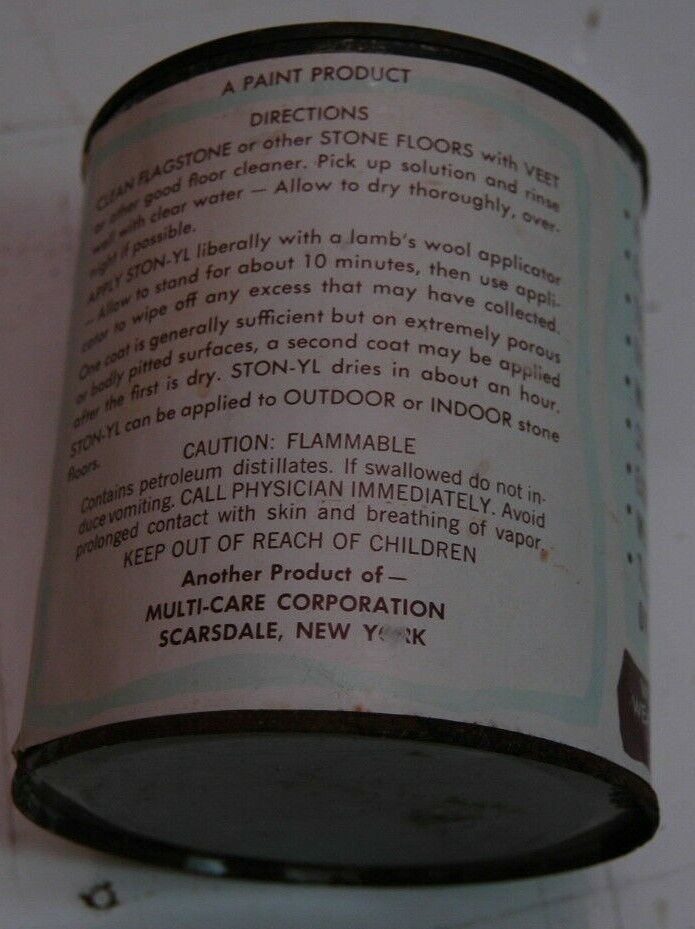 A PAINT PRODUCT
DIRECTIONS
CLEAN FLAGSTONE or other STONE FLOORS with VEET
or other good floor cleaner. Pick up solution and rinse
well with clear water — Allow to dry thoroughly, over-
night if possible.
APPLY STON-YL liberally with a lamb's wool applicator
— Allow to stand for about 10 minutes, then use appli-
cator to wipe off any excess that may have collected.
One coat is generally sufficient but on extremely porous
or badly pitted surfaces, a second coat may be applied
after the first is dry. STON-YL dries in about an hour.
STON-YL can be applied to OUTDOOR or INDOOR stone
floors.
CAUTION: FLAMMABLE
Contains petroleum distillates. If swallowed do not in-
duce vomiting. CALL PHYSICIAN IMMEDIATELY. Avoid
prolonged contact with skin and breathing of vapor.
KEEP OUT OF REACH OF CHILDREN
Another Product of —
MULTI-CARE CORPORATION
SCARSDALE, NEW YORK